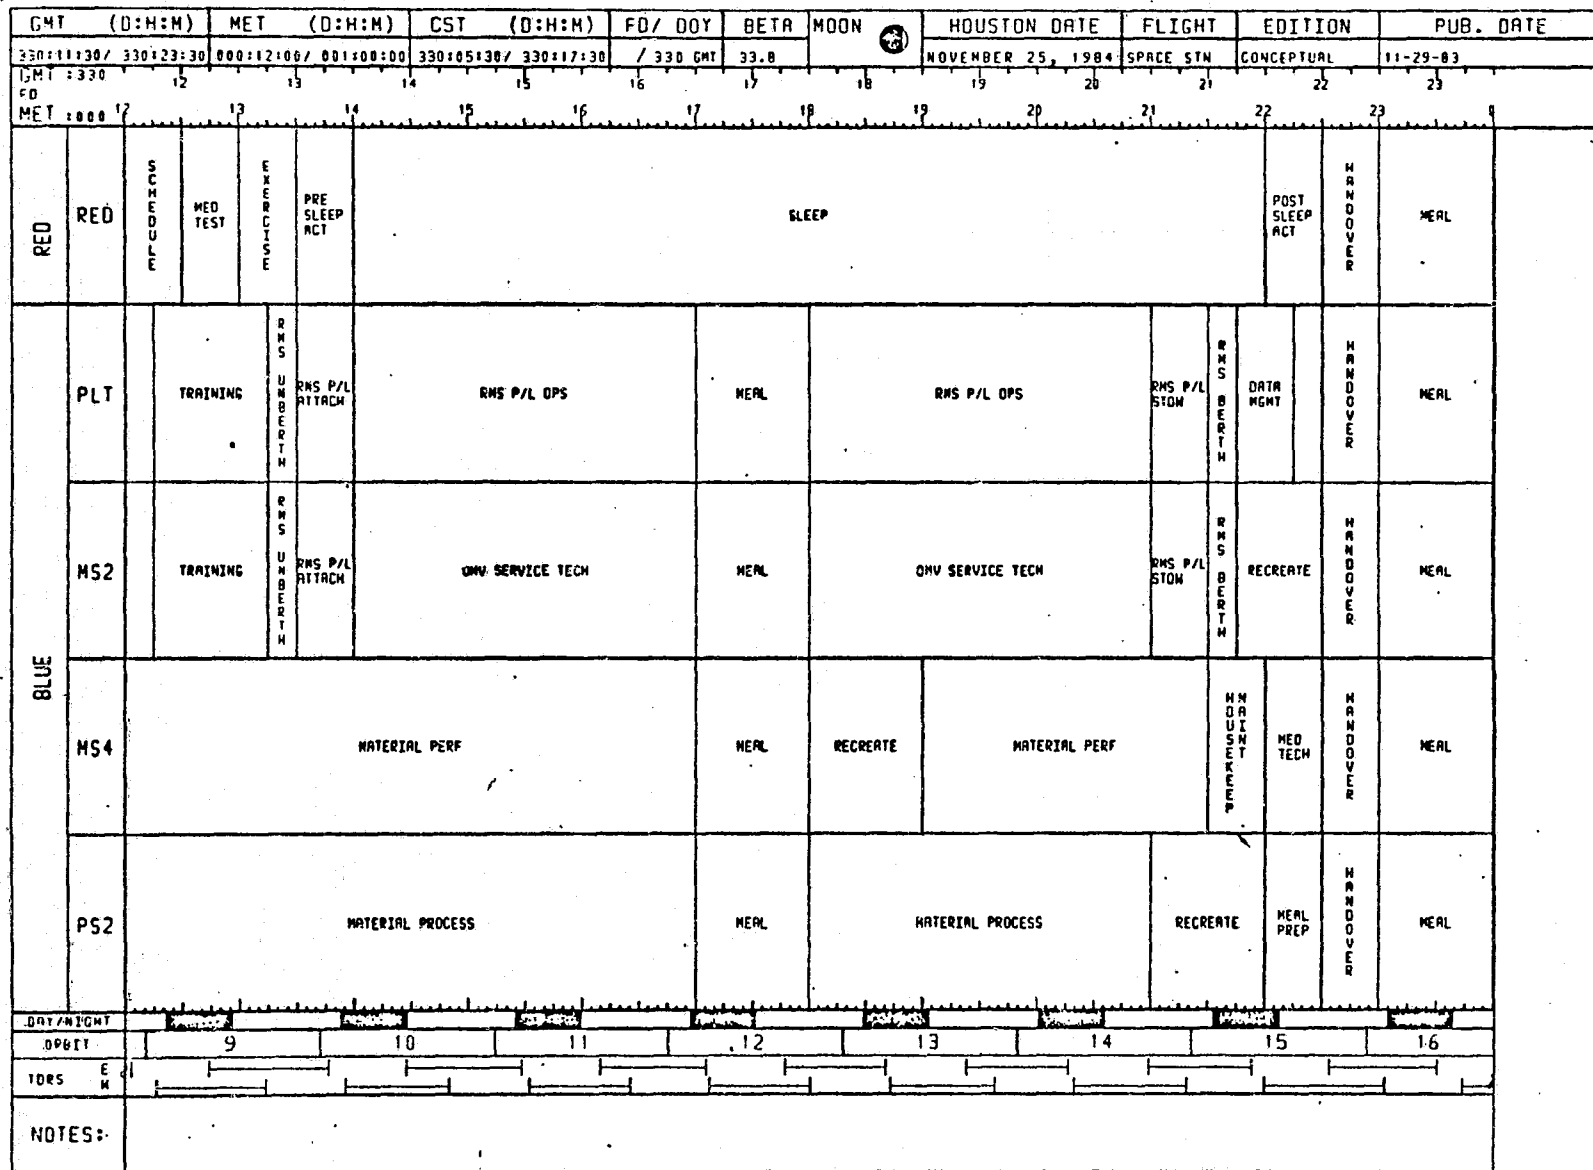 GMT (D:H:M) MET (D:H:M) CST (D:H:M) FD/ DOY BETA MOON HOUSTON DATE FLIGHT EDITION PUB. DATE
330:11:30/ 330:23:30 000:12:00/ 001:00:00 330:05:30/ 330:17:30 / 330 GMT 33.8 NOVEMBER 25, 1984 SPACE STN CONCEPTUAL 11-29-83
GMT :330 12 13 14 15 16 17 18 19 20 21 22 23
FD
MET :000 12 13 14 15 16 17 18 19 20 21 22 23
RED
RED
SCHEDULE
MED
TEST
EXERCISE
PRE
SLEEP
ACT
SLEEP
POST
SLEEP
ACT
HANDOVER
MEAL
BLUE
PLT
TRAINING
RMS UNBERTH
RMS P/L
ATTACH
RMS P/L OPS
MEAL
RMS P/L OPS
RMS P/L
STOW
RMS BERTH
DATA
MGMT
HANDOVER
MEAL
MS2
TRAINING
RMS UNBERTH
RMS P/L
ATTACH
OMV SERVICE TECH
MEAL
OMV SERVICE TECH
RMS P/L
STOW
RMS BERTH
RECREATE
HANDOVER
MEAL
MS4
MATERIAL PERF
MEAL
RECREATE
MATERIAL PERF
HOUSEKEEP
MAINT
MED
TECH
HANDOVER
MEAL
PS2
MATERIAL PROCESS
MEAL
MATERIAL PROCESS
RECREATE
MEAL
PREP
HANDOVER
MEAL
DAY/NIGHT
ORBIT 9 10 11 12 13 14 15 16
TDRS E
W
NOTES: